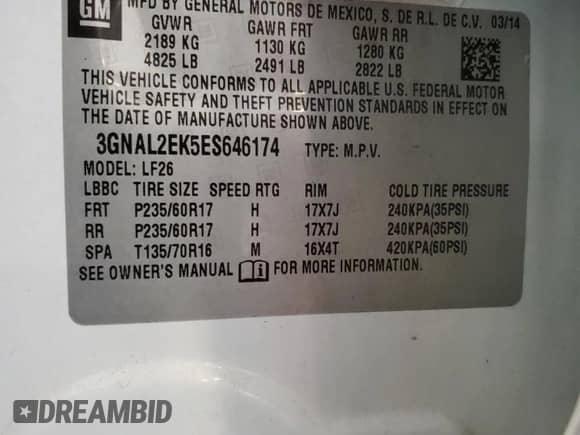 GM
MFD BY GENERAL MOTORS DE MEXICO, S. DE R.L. DE C.V. 03/14
GVWR GAWR FRT GAWR RR
2189 KG 1130 KG 1280 KG
4825 LB 2491 LB 2822 LB
THIS VEHICLE CONFORMS TO ALL APPLICABLE U.S. FEDERAL MOTOR
VEHICLE SAFETY AND THEFT PREVENTION STANDARDS IN EFFECT ON
THE DATE OF MANUFACTURE SHOWN ABOVE.
3GNAL2EK5ES646174 TYPE: M.P.V.
MODEL: LF26
LBBC TIRE SIZE SPEED RTG RIM COLD TIRE PRESSURE
FRT P235/60R17 H 17X7J 240KPA(35PSI)
RR P235/60R17 H 17X7J 240KPA(35PSI)
SPA T135/70R16 M 16X4T 420KPA(60PSI)
SEE OWNER'S MANUAL FOR MORE INFORMATION.
DREAMBID